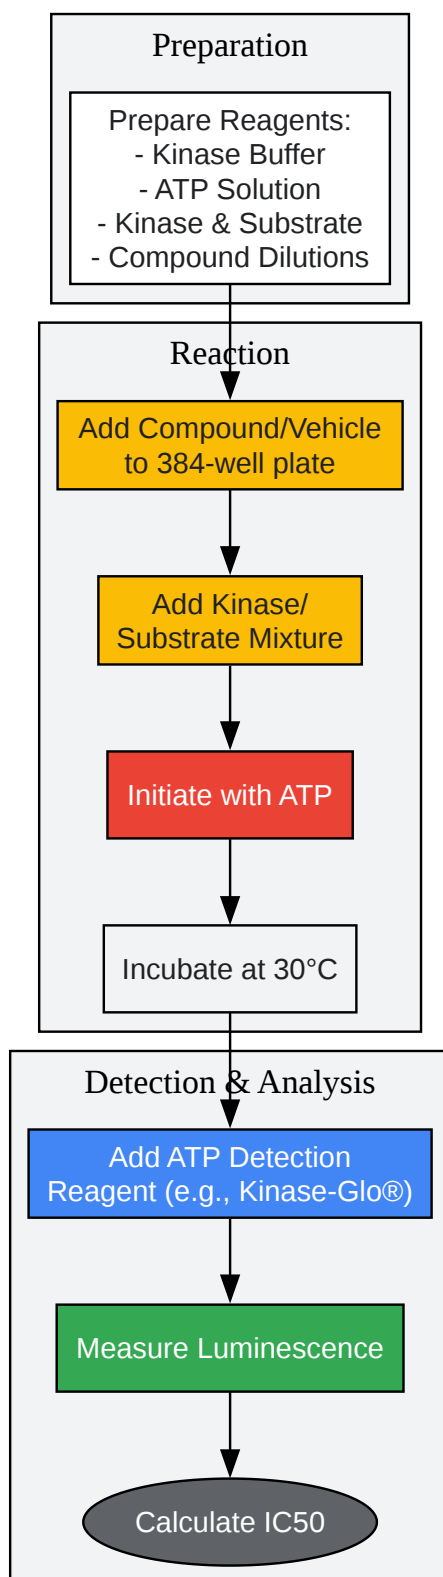 Preparation
Prepare Reagents:
- Kinase Buffer
- ATP Solution
- Kinase & Substrate
- Compound Dilutions
Reaction
Add Compound/Vehicle
to 384-well plate
Add Kinase/
Substrate Mixture
Initiate with ATP
Incubate at 30°C
Detection & Analysis
Add ATP Detection
Reagent (e.g., Kinase-Glo®)
Measure Luminescence
Calculate IC50